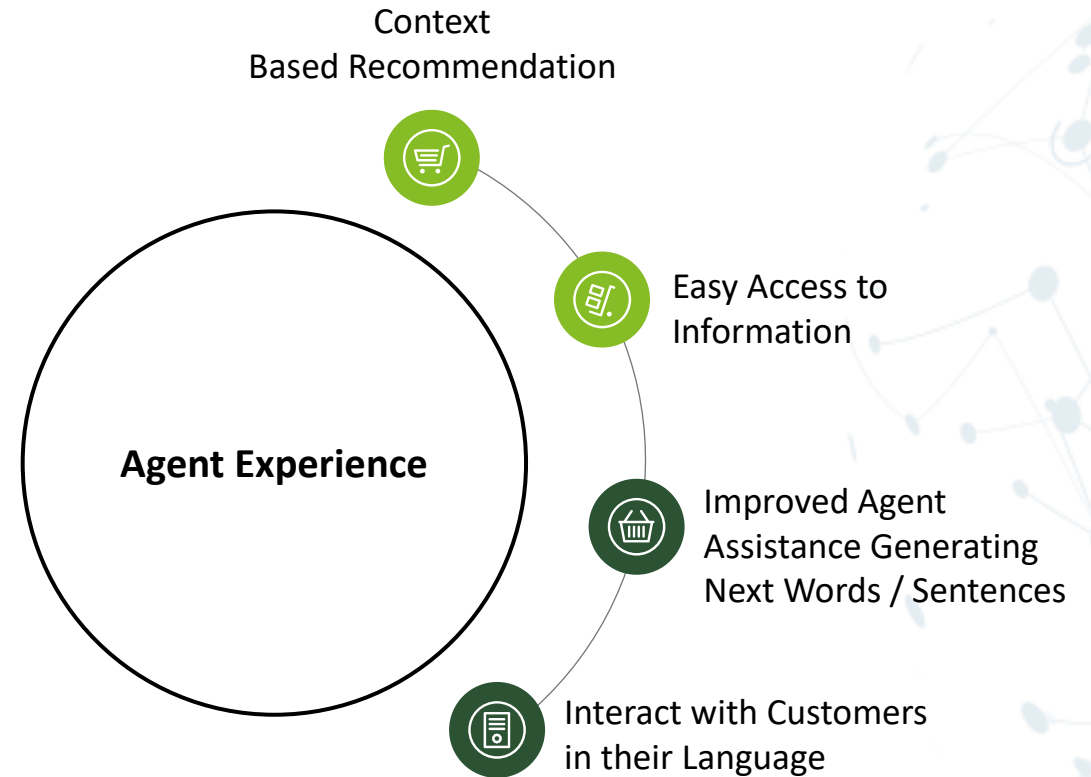 Context
Based Recommendation
Easy Access to
Information
Agent Experience
Improved Agent
Assistance Generating
Next Words / Sentences
Interact with Customers
in their Language